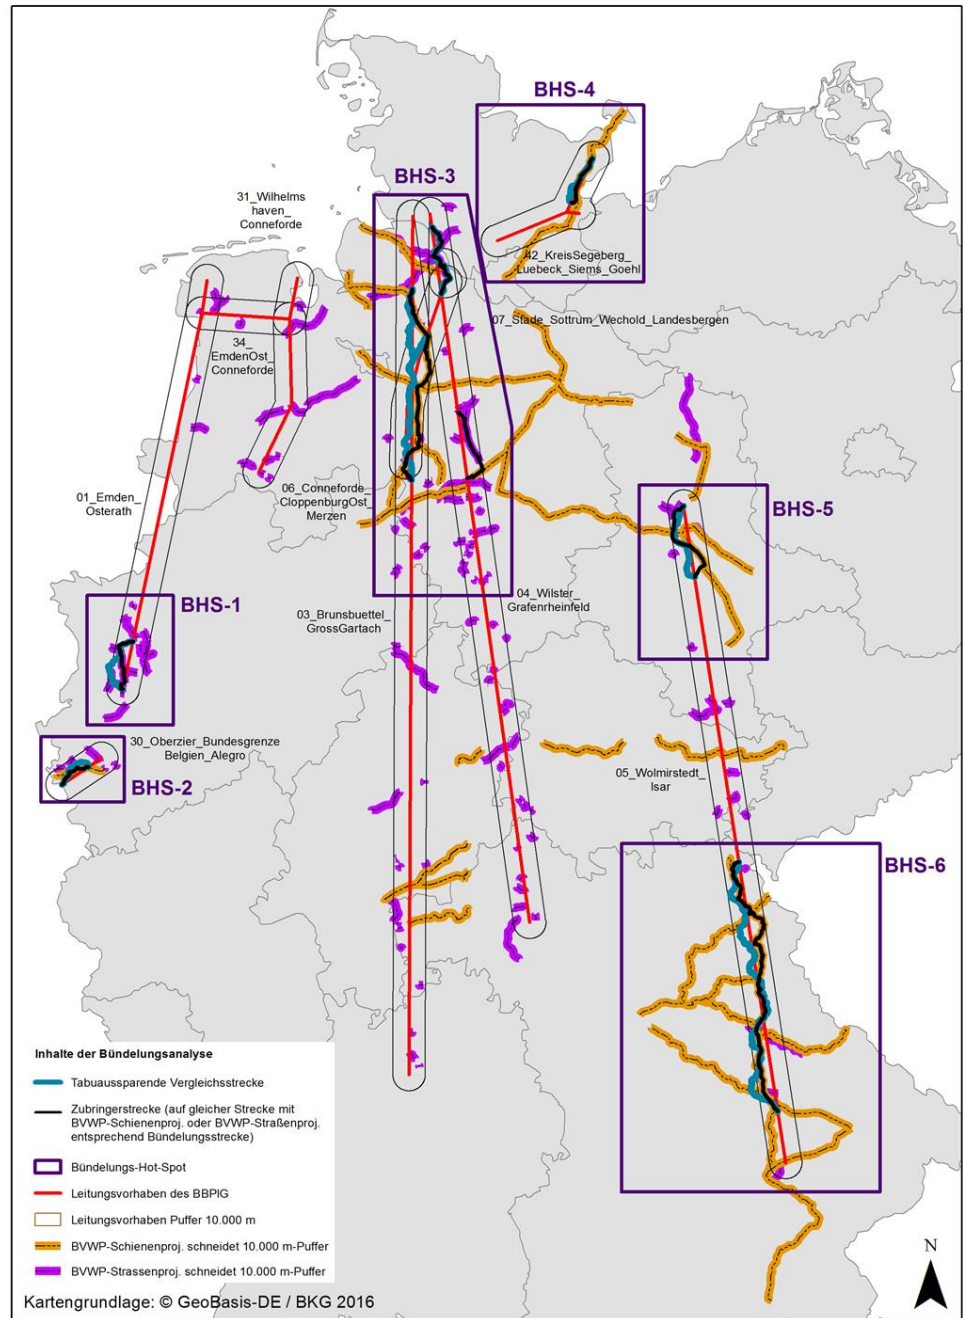 BHS-4
BHS-3
31_Wilhelms
haven_
Conneforde
42_KreisSegeberg_
Luebeck_Siems_Goehl
07_Stade_Sottrum_Wechold_Landesbergen
34_
EmdenOst_
Conneforde
01_Emden_
Osterath
06_Conneforde_
CloppenburgOst_
Merzen
BHS-5
BHS-1
03_Brunsbuettel_
GrossGartach
04_Wilster_
Grafenrheinfeld
30_Oberzier_Bundesgrenze
Belgien_Alegro
BHS-2
05_Wolmirstedt_
Isar
BHS-6
Inhalte der Bündelungsanalyse
Tabuaussparende Vergleichsstrecke
Zubringerstrecke (auf gleicher Strecke mit
BVWP-Schienenproj. oder BVWP-Straßenproj.
entsprechend Bündelungsstrecke)
Bündelungs-Hot-Spot
Leitungsvorhaben des BBPlG
Leitungsvorhaben Puffer 10.000 m
BVWP-Schienenproj. schneidet 10.000 m-Puffer
BVWP-Strassenproj. schneidet 10.000 m-Puffer
Kartengrundlage: © GeoBasis-DE / BKG 2016
N